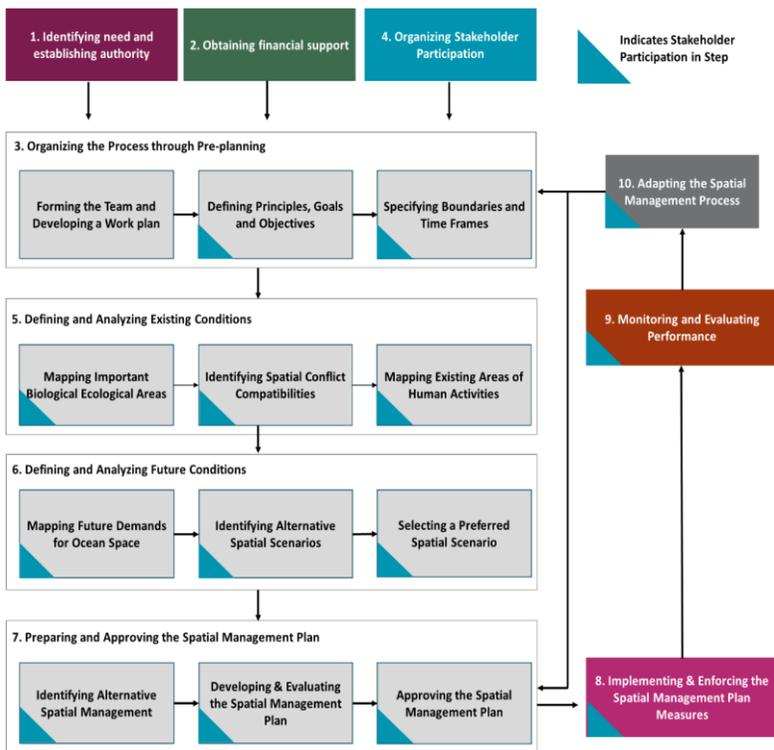 1. Identifying need and
establishing authority
2. Obtaining financial support
4. Organizing Stakeholder
Participation
Indicates Stakeholder
Participation in Step
3. Organizing the Process through Pre-planning
Forming the Team and
Developing a Work plan
Defining Principles, Goals
and Objectives
Specifying Boundaries and
Time Frames
10. Adapting the Spatial
Management Process
9. Monitoring and Evaluating
Performance
5. Defining and Analyzing Existing Conditions
Mapping Important
Biological Ecological Areas
Identifying Spatial Conflict
Compatibilities
Mapping Existing Areas of
Human Activities
6. Defining and Analyzing Future Conditions
Mapping Future Demands
for Ocean Space
Identifying Alternative
Spatial Scenarios
Selecting a Preferred
Spatial Scenario
7. Preparing and Approving the Spatial Management Plan
Identifying Alternative
Spatial Management
Developing & Evaluating
the Spatial Management
Plan
Approving the Spatial
Management Plan
8. Implementing & Enforcing the
Spatial Management Plan
Measures